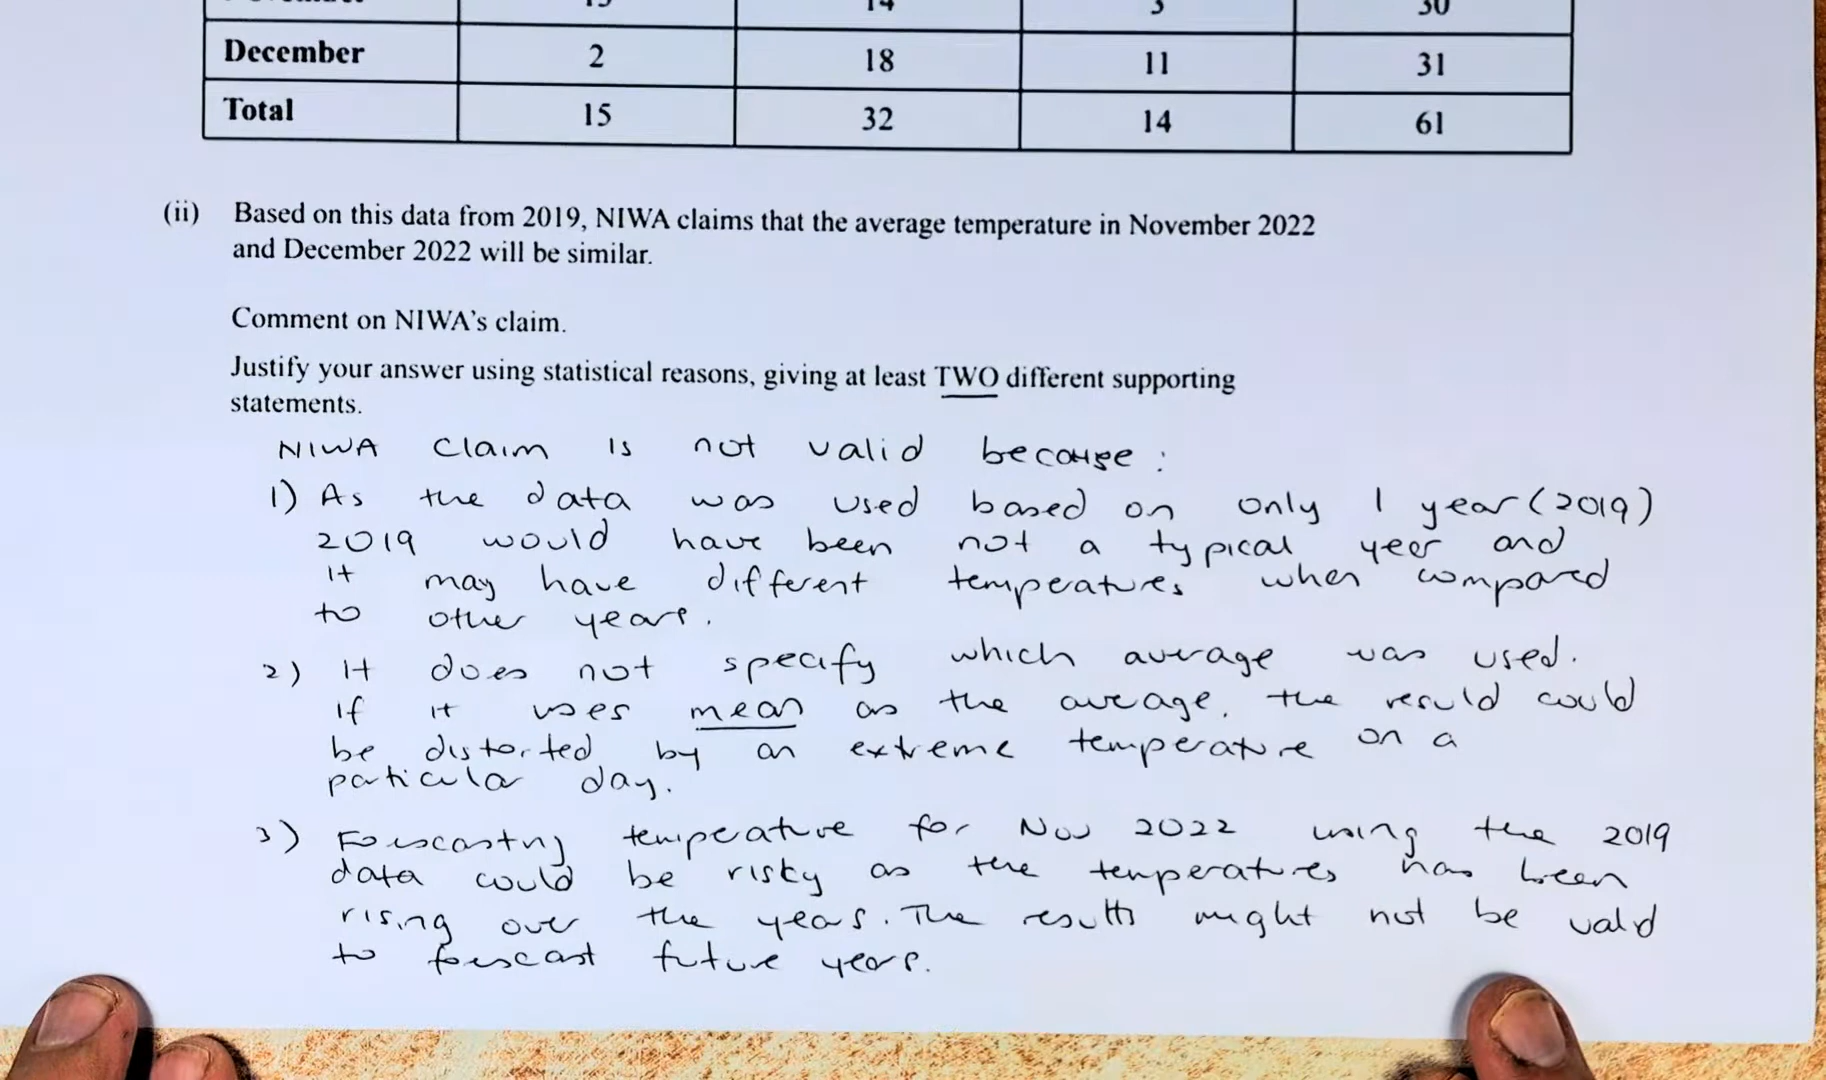 13 14 3 30
December 2 18 11 31
Total 15 32 14 61
(ii) Based on this data from 2019, NIWA claims that the average temperature in November 2022
and December 2022 will be similar.
Comment on NIWA's claim.
Justify your answer using statistical reasons, giving at least TWO different supporting
statements.
NIWA claim is not valid because :
1) As the data was used based on only 1 year (2019)
2019 would have been not a typical year and
it may have different temperatures when compared
to other years.
2) It does not specify which average was used.
If it uses mean as the average, the resuld could
be distorted by an extreme temperature on a
particular day.
3) Forecasting temperature for Nov 2022 using the 2019
data could be risky as the temperatures has been
rising over the years. The results might not be valid
to forecast future years.